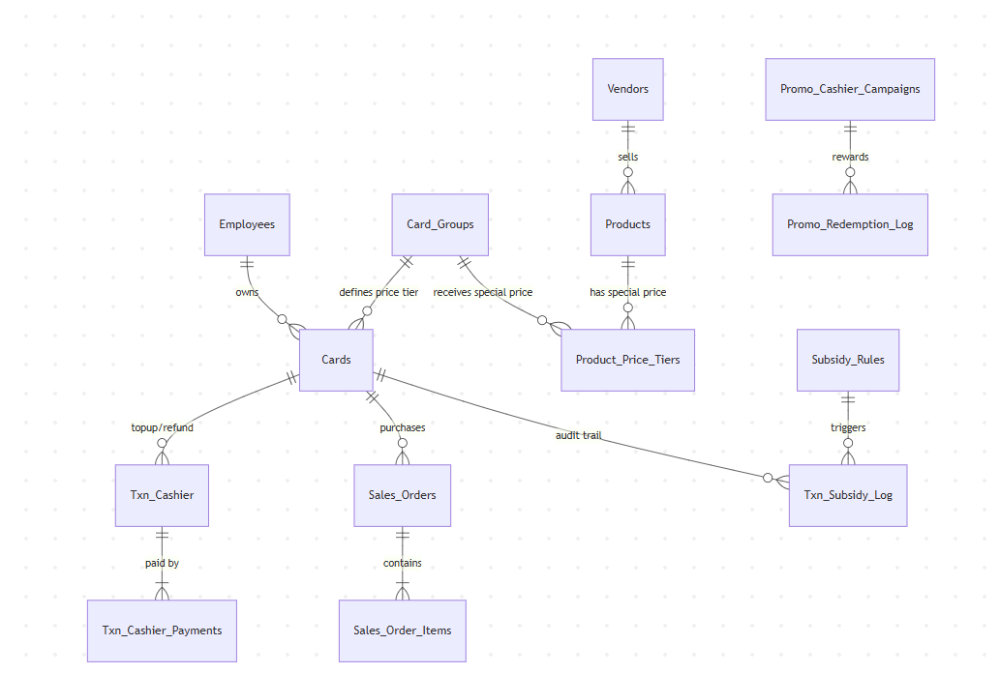 Vendors
Promo_Cashier_Campaigns
sells
rewards
Employees
Card_Groups
Products
Promo_Redemption_Log
owns
defines price tier
receives special price
has special price
Cards
Product_Price_Tiers
Subsidy_Rules
topup/refund
purchases
audit trail
triggers
Txn_Cashier
Sales_Orders
Txn_Subsidy_Log
paid by
contains
Txn_Cashier_Payments
Sales_Order_Items